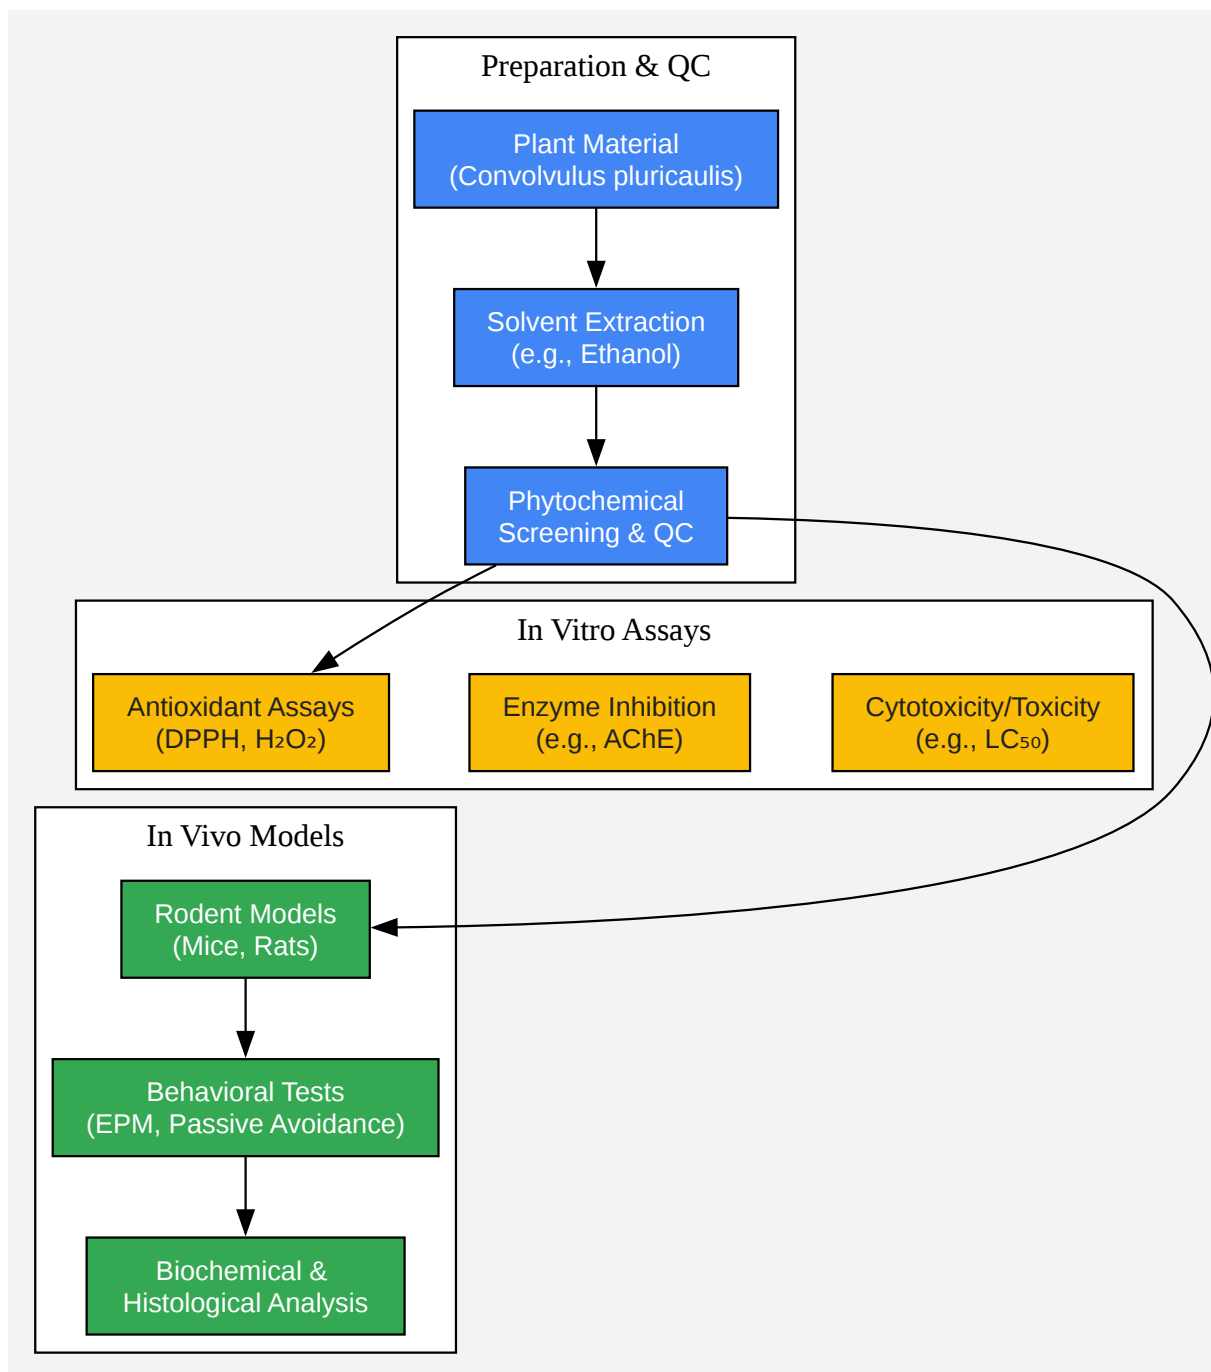 Preparation & QC
Plant Material
(Convolvulus pluricaulis)
Solvent Extraction
(e.g., Ethanol)
Phytochemical
Screening & QC
In Vitro Assays
Antioxidant Assays
(DPPH, H₂O₂)
Enzyme Inhibition
(e.g., AChE)
Cytotoxicity/Toxicity
(e.g., LC₅₀)
In Vivo Models
Rodent Models
(Mice, Rats)
Behavioral Tests
(EPM, Passive Avoidance)
Biochemical &
Histological Analysis